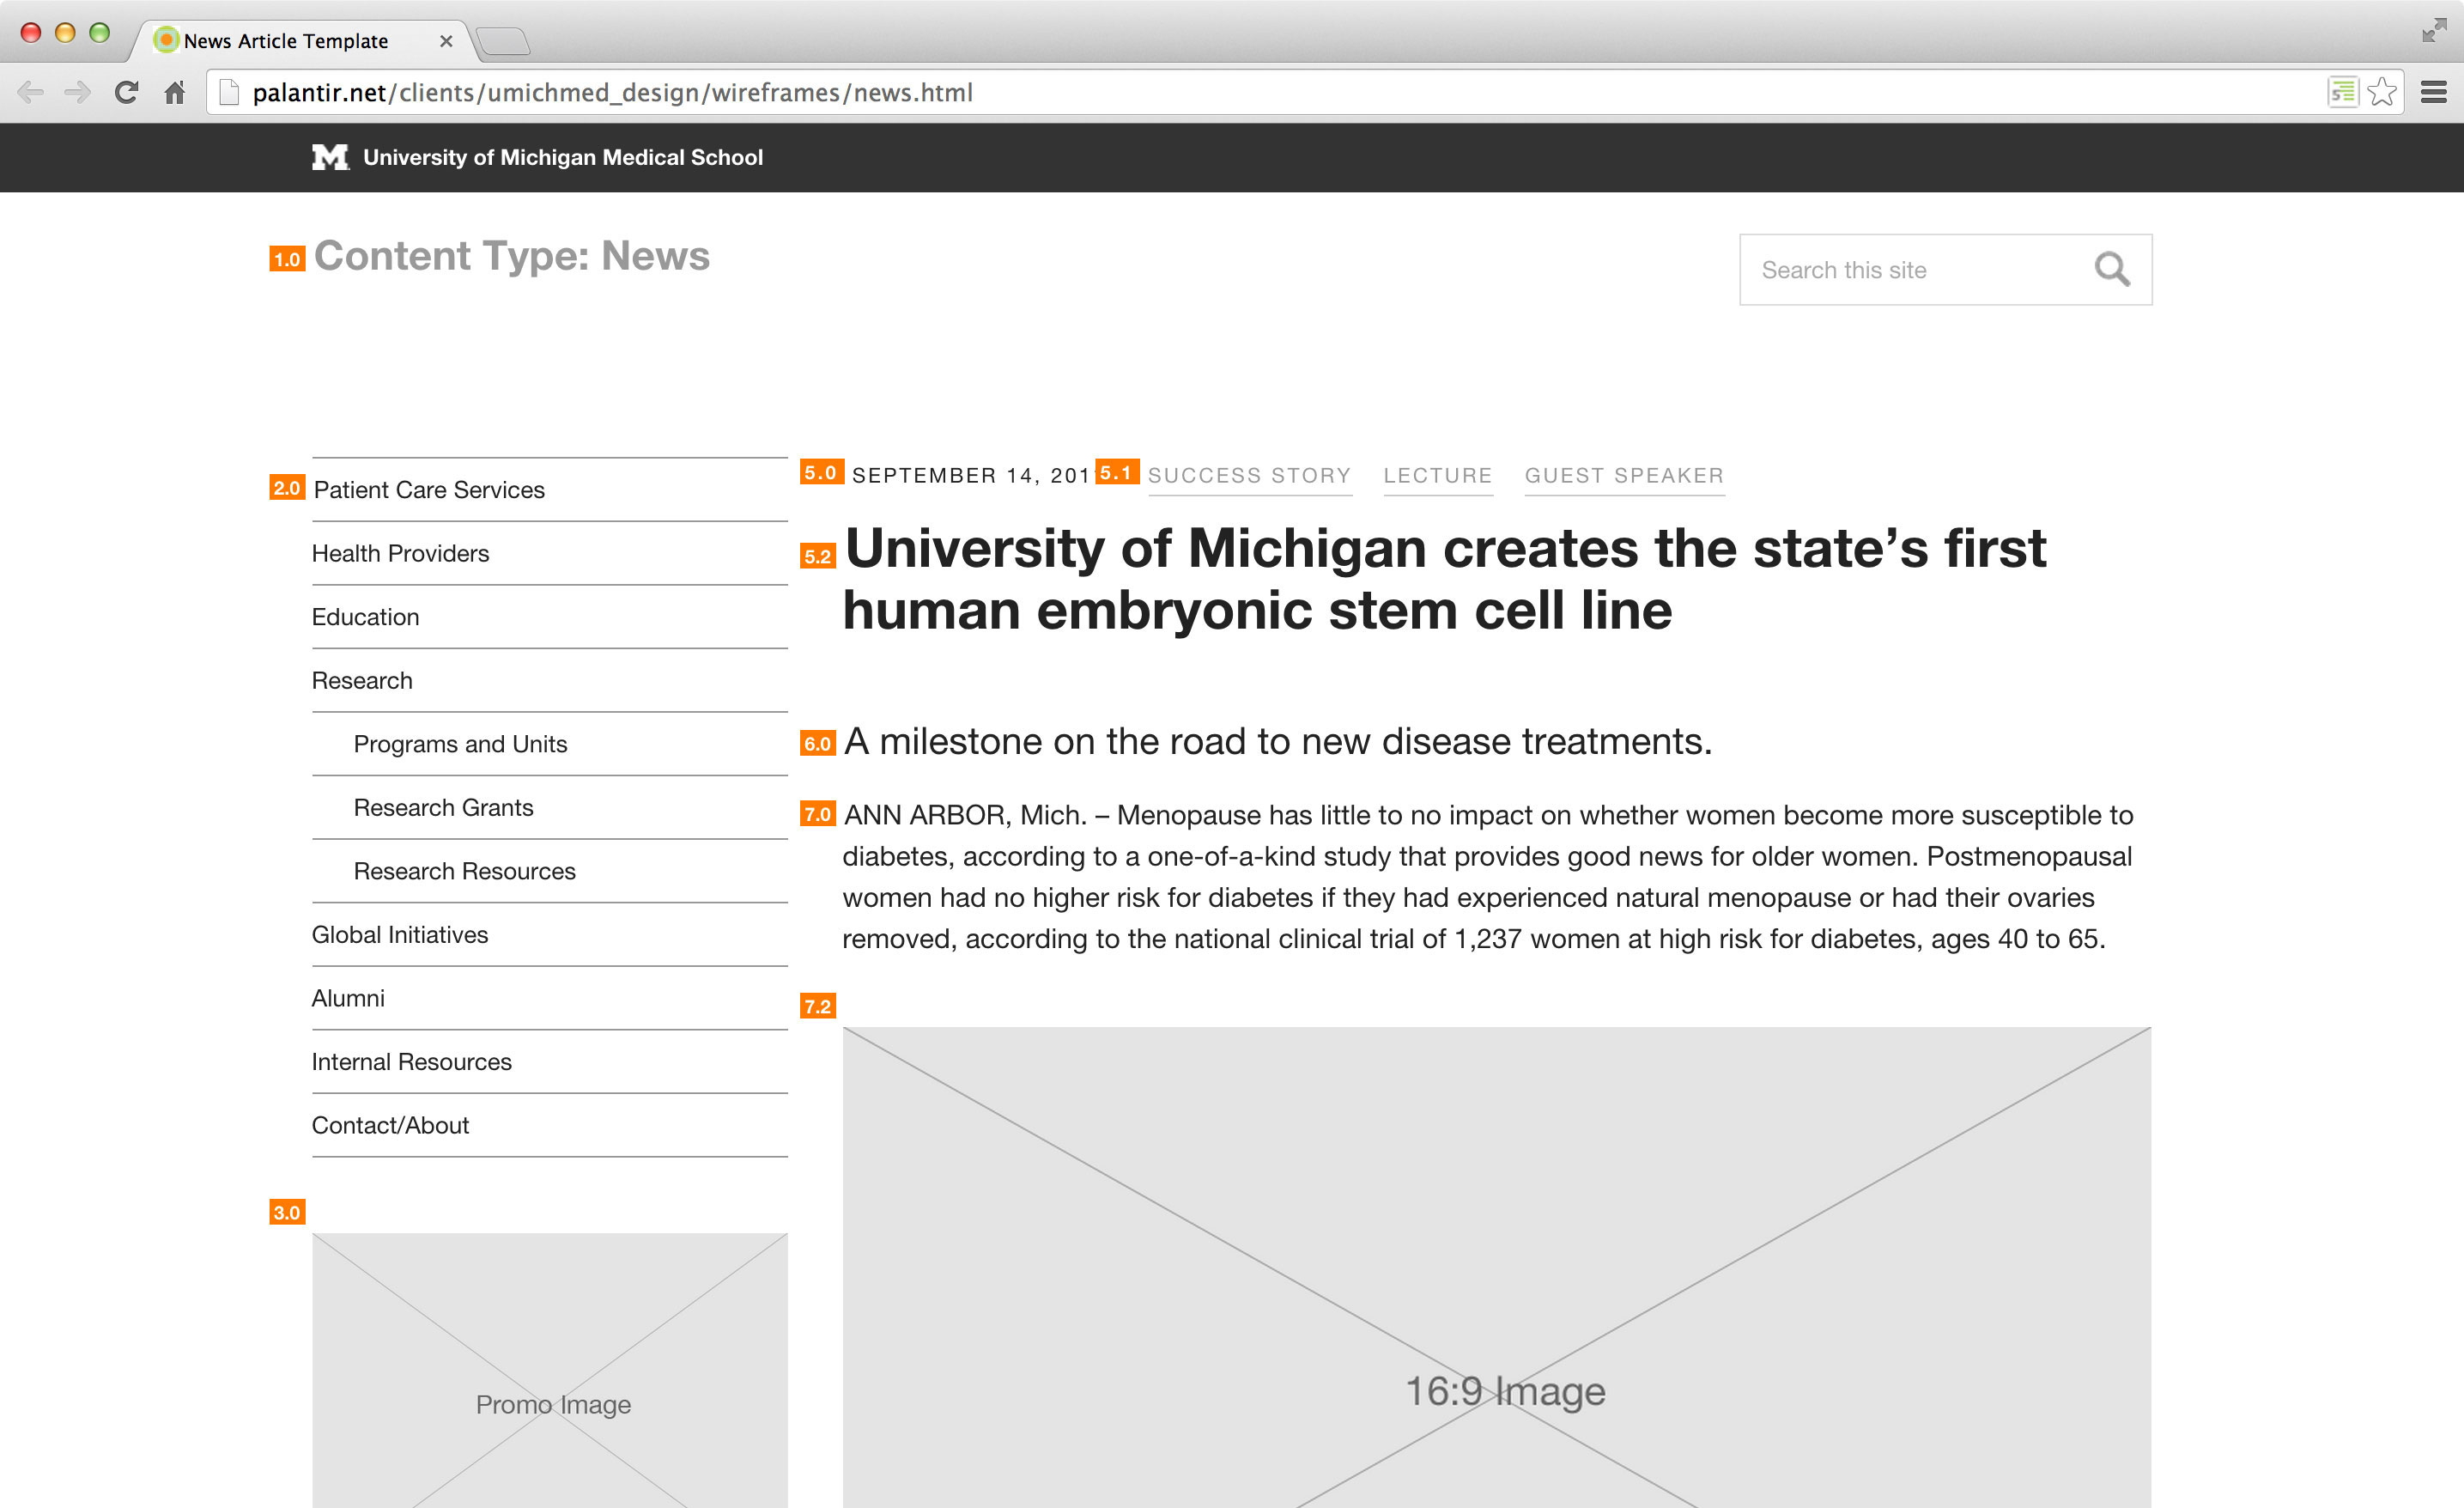 News Article Template
palantir.net/clients/umichmed_design/wireframes/news.html
M University of Michigan Medical School
1.0 Content Type: News
Search this site
2.0 Patient Care Services
Health Providers
Education
Research
Programs and Units
Research Grants
Research Resources
Global Initiatives
Alumni
Internal Resources
Contact/About
3.0
Promo Image
5.0 SEPTEMBER 14, 201 5.1 SUCCESS STORY LECTURE GUEST SPEAKER
5.2 University of Michigan creates the state’s first
human embryonic stem cell line
6.0 A milestone on the road to new disease treatments.
7.0 ANN ARBOR, Mich. – Menopause has little to no impact on whether women become more susceptible to
diabetes, according to a one-of-a-kind study that provides good news for older women. Postmenopausal
women had no higher risk for diabetes if they had experienced natural menopause or had their ovaries
removed, according to the national clinical trial of 1,237 women at high risk for diabetes, ages 40 to 65.
7.2
16:9 Image